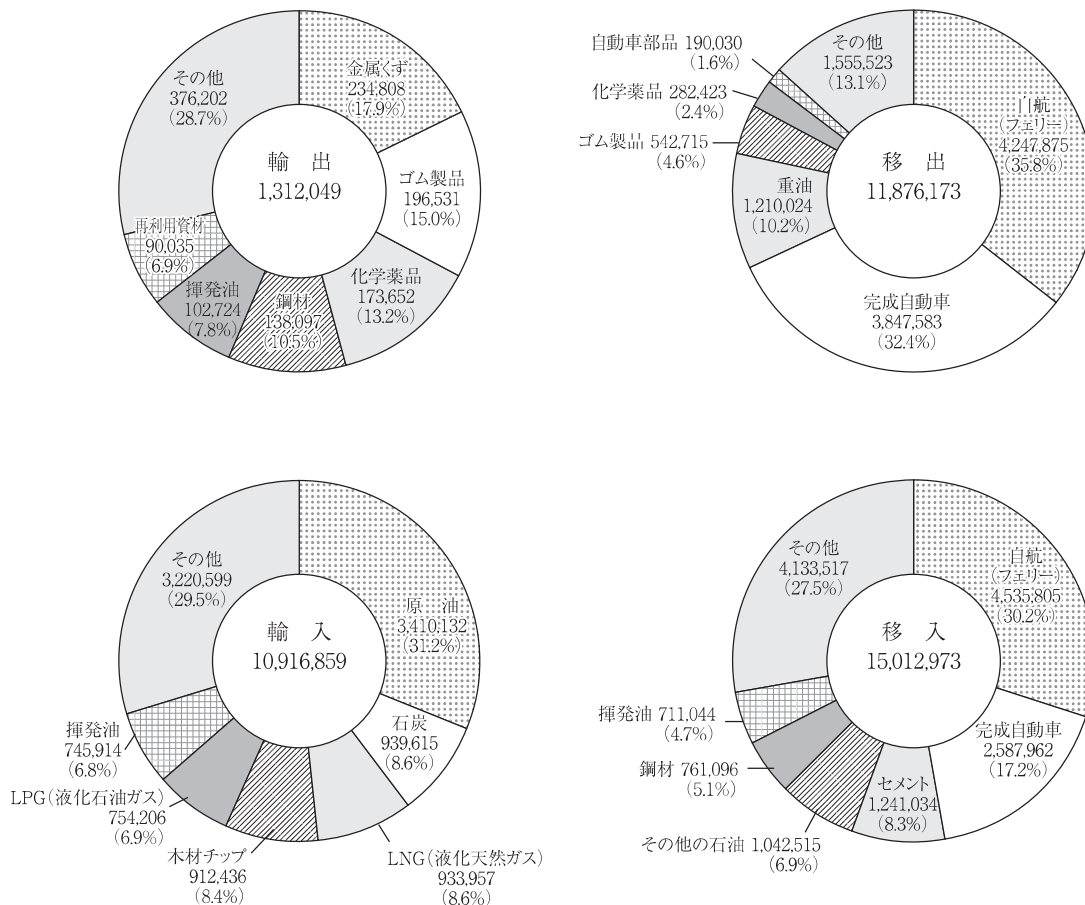 輸　出
1,312,049
金属くず
234,808
(17.9%)
ゴム製品
196,531
(15.0%)
化学薬品
173,652
(13.2%)
鋼材
138,097
(10.5%)
揮発油
102,724
(7.8%)
再利用資材
90,035
(6.9%)
その他
376,202
(28.7%)
移　出
11,876,173
自航
(フェリー)
4,247,875
(35.8%)
完成自動車
3,847,583
(32.4%)
重油
1,210,024
(10.2%)
ゴム製品 542,715
(4.6%)
化学薬品 282,423
(2.4%)
自動車部品 190,030
(1.6%)
その他
1,555,523
(13.1%)
輸　入
10,916,859
原　油
3,410,132
(31.2%)
石炭
939,615
(8.6%)
LNG(液化天然ガス)
933,957
(8.6%)
木材チップ
912,436
(8.4%)
LPG(液化石油ガス)
754,206
(6.9%)
揮発油
745,914
(6.8%)
その他
3,220,599
(29.5%)
移　入
15,012,973
自航
(フェリー)
4,535,805
(30.2%)
完成自動車
2,587,962
(17.2%)
セメント
1,241,034
(8.3%)
その他の石油 1,042,515
(6.9%)
鋼材 761,096
(5.1%)
揮発油 711,044
(4.7%)
その他
4,133,517
(27.5%)